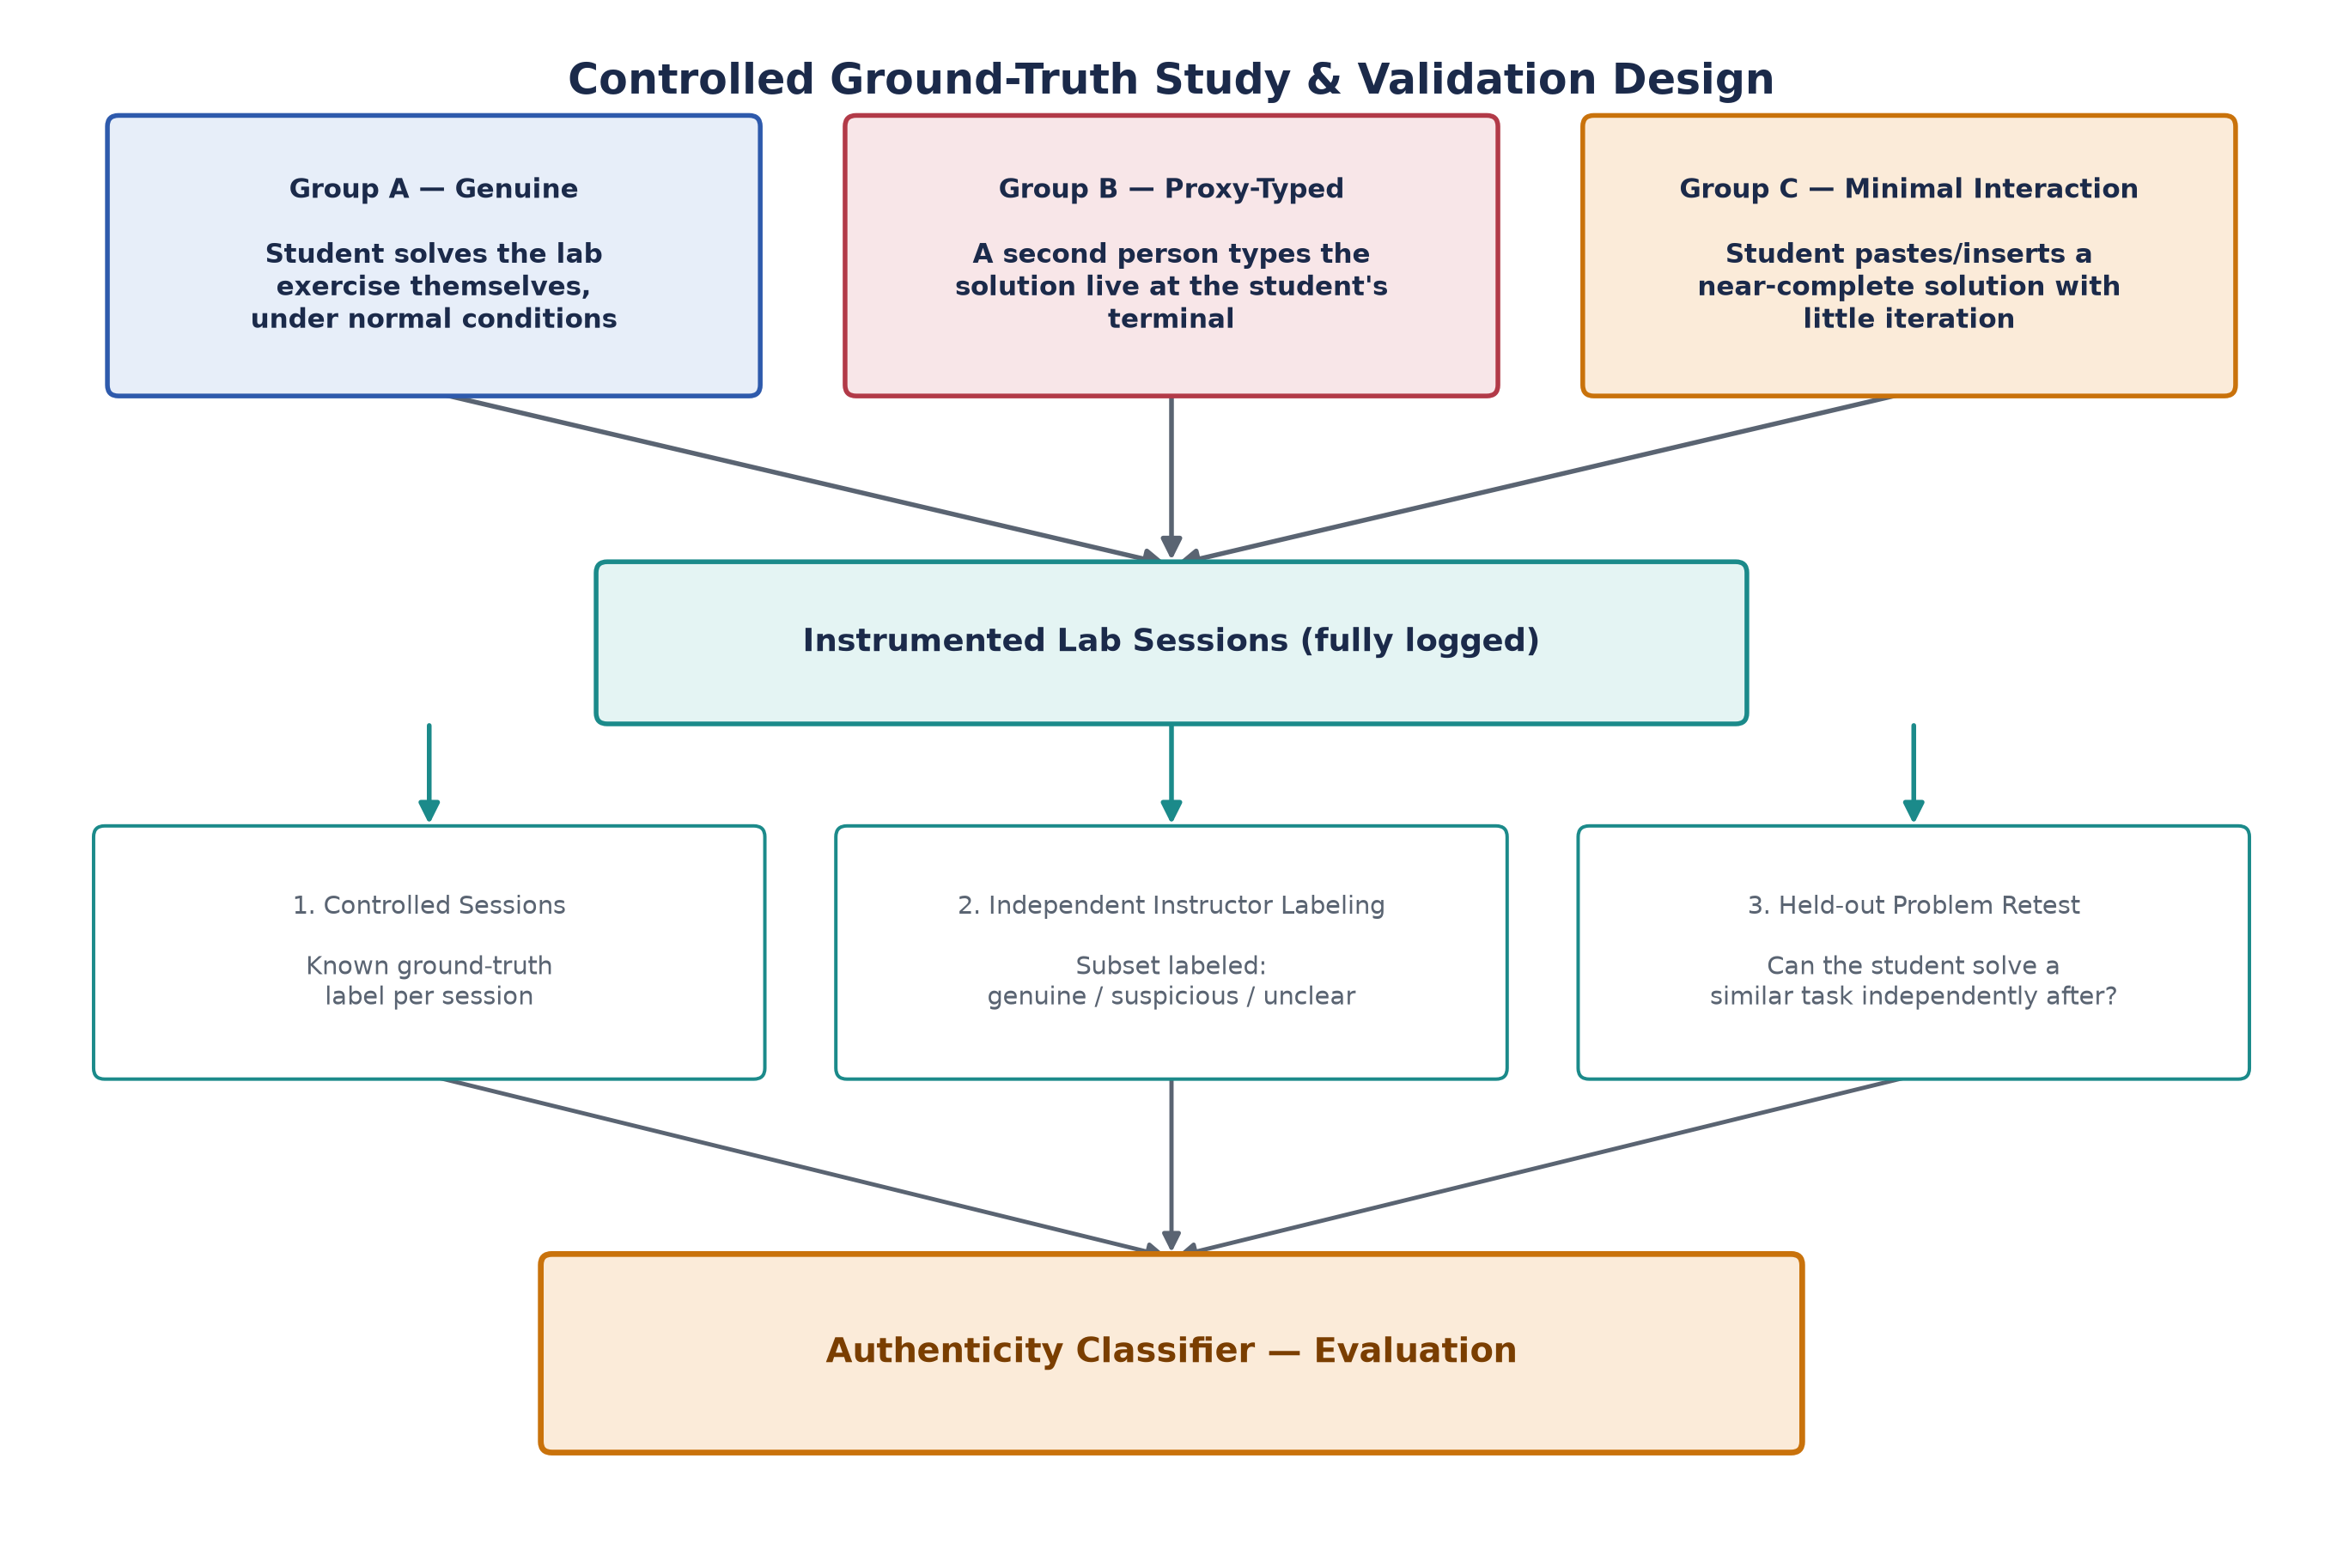 Controlled Ground-Truth Study & Validation Design
Group A — Genuine
Student solves the lab
exercise themselves,
under normal conditions
Group B — Proxy-Typed
A second person types the
solution live at the student's
terminal
Group C — Minimal Interaction
Student pastes/inserts a
near-complete solution with
little iteration
Instrumented Lab Sessions (fully logged)
1. Controlled Sessions
Known ground-truth
label per session
2. Independent Instructor Labeling
Subset labeled:
genuine / suspicious / unclear
3. Held-out Problem Retest
Can the student solve a
similar task independently after?
Authenticity Classifier — Evaluation